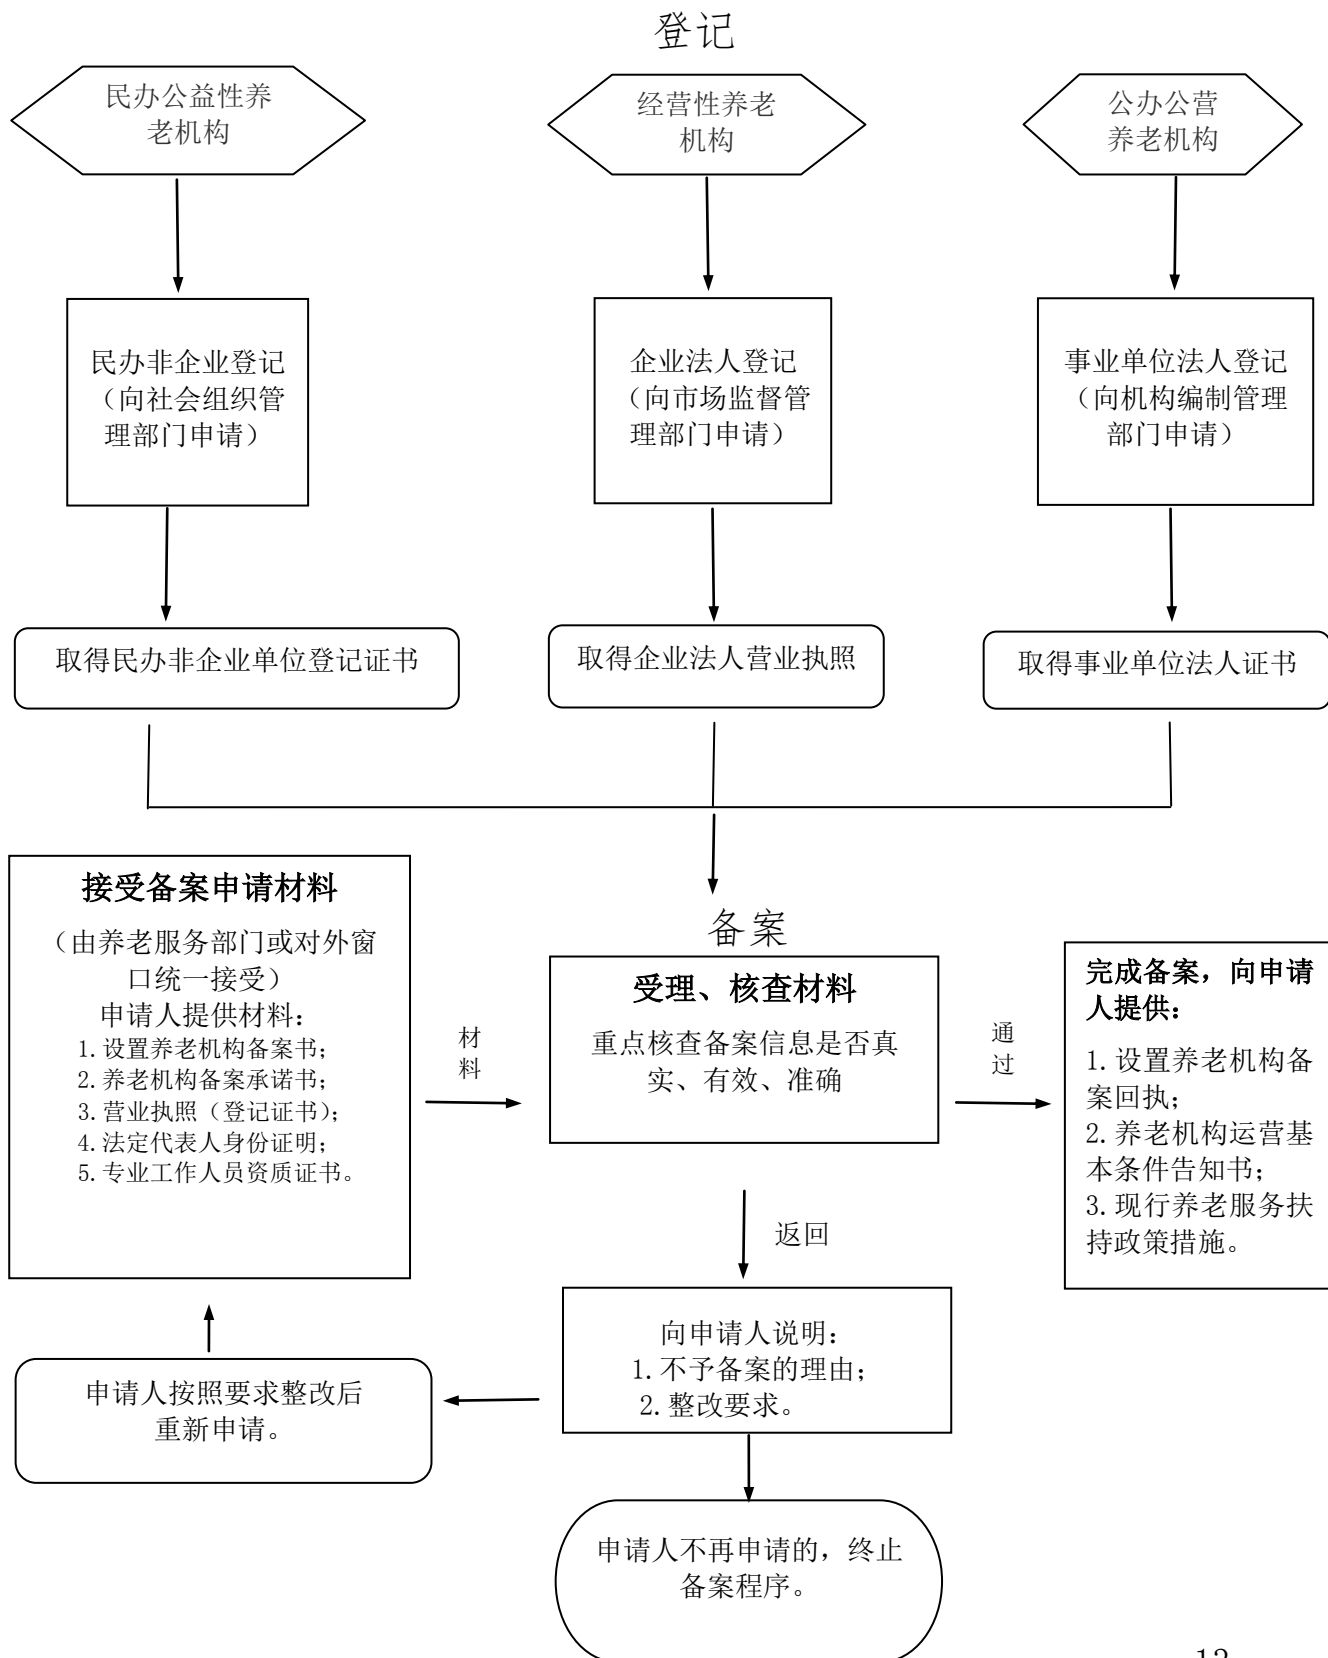 登记
民办公益性养
老机构
经营性养老
机构
公办公营
养老机构
民办非企业登记
（向社会组织管
理部门申请）
企业法人登记
（向市场监督管
理部门申请）
事业单位法人登记
（向机构编制管理
部门申请）
取得民办非企业单位登记证书
取得企业法人营业执照
取得事业单位法人证书
接受备案申请材料
（由养老服务部门或对外窗
口统一接受）
申请人提供材料：
1.设置养老机构备案书；
2.养老机构备案承诺书；
3.营业执照（登记证书）；
4.法定代表人身份证明；
5.专业工作人员资质证书。
材
料
备案
受理、核查材料
重点核查备案信息是否真
实、有效、准确
通
过
完成备案，向申请
人提供：
1.设置养老机构备
案回执；
2.养老机构运营基
本条件告知书；
3.现行养老服务扶
持政策措施。
返回
向申请人说明：
1.不予备案的理由；
2.整改要求。
申请人按照要求整改后
重新申请。
申请人不再申请的，终止
备案程序。